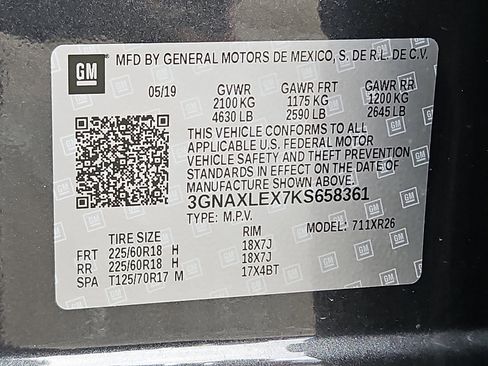 GM MFD BY GENERAL MOTORS DE MEXICO, S. DE R.L. DE C.V.
05/19 GVWR GAWR FRT GAWR RR
2100 KG 1175 KG 1200 KG
4630 LB 2590 LB 2645 LB
THIS VEHICLE CONFORMS TO ALL
APPLICABLE U.S. FEDERAL MOTOR
VEHICLE SAFETY AND THEFT PREVENTION
STANDARDS IN EFFECT ON THE DATE OF
MANUFACTURE SHOWN ABOVE.
3GNAXLEX7KS658361
TYPE: M.P.V. MODEL: 711XR26
TIRE SIZE RIM
FRT 225/60R18 H 18X7J
RR 225/60R18 H 18X7J
SPA T125/70R17 M 17X4BT